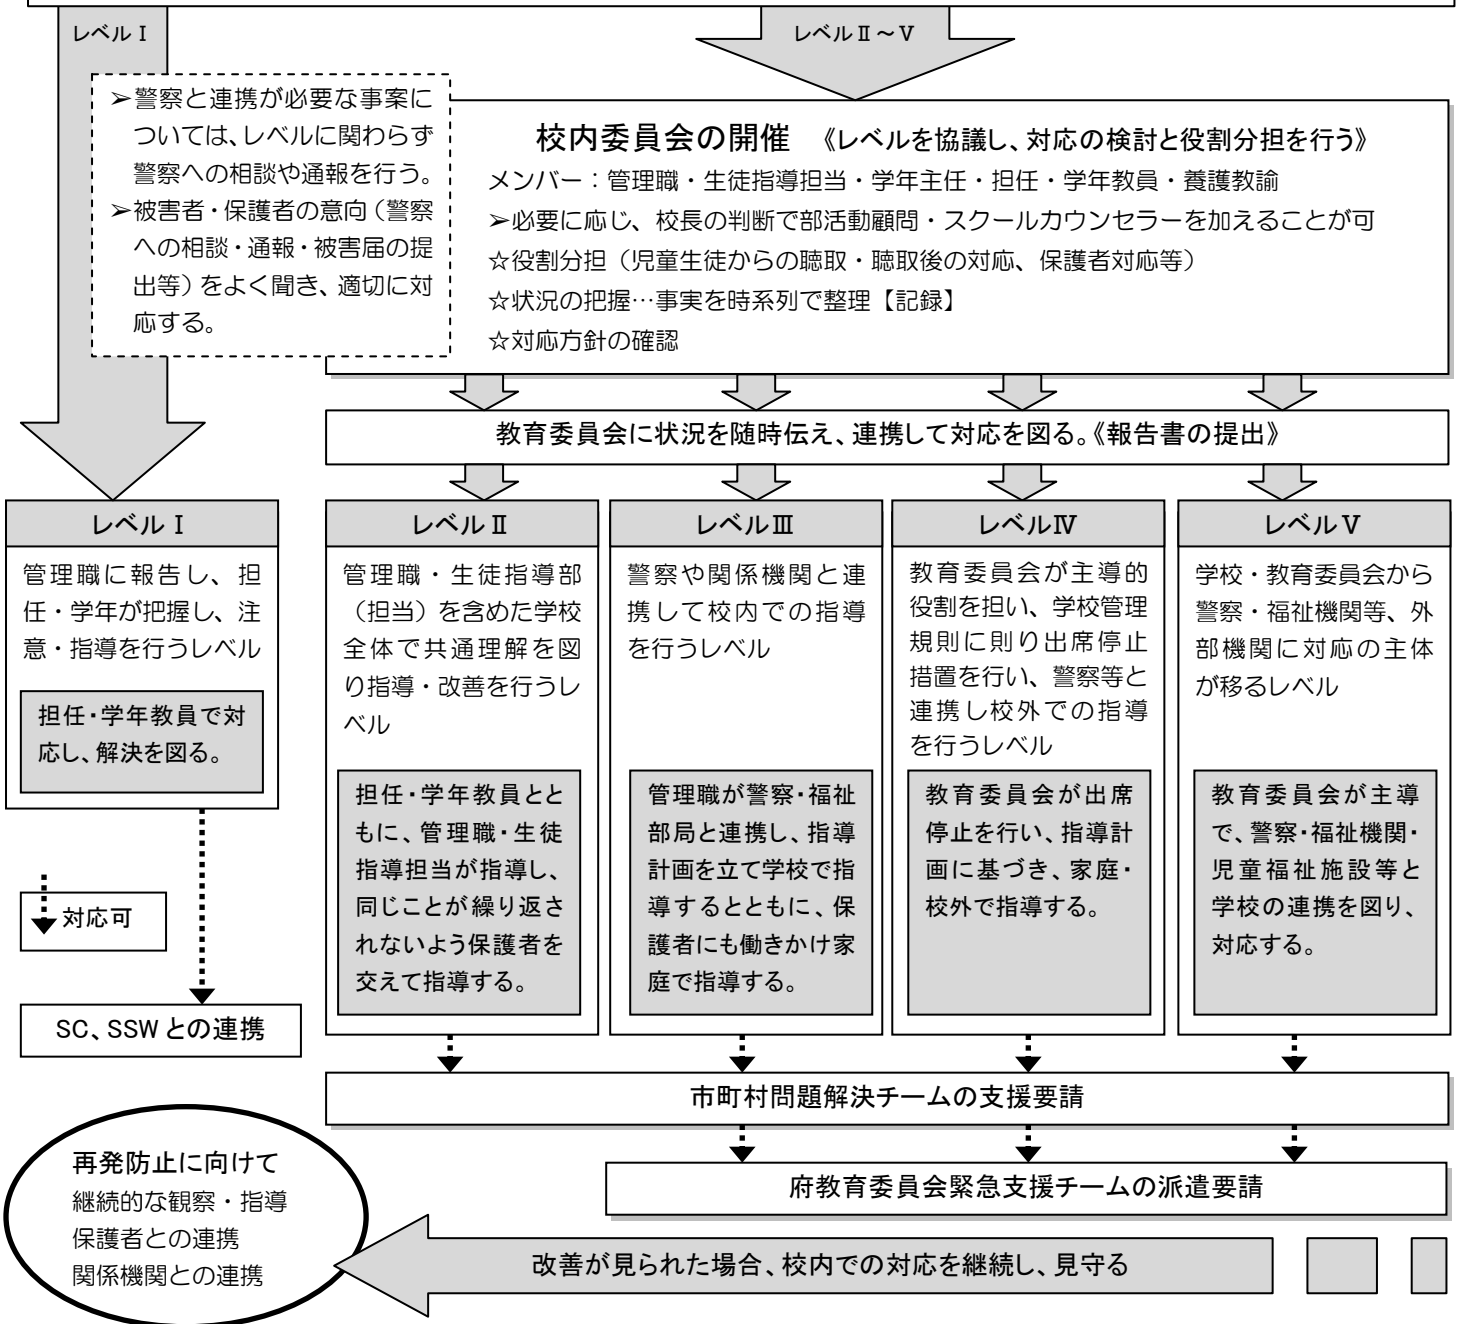 レベルⅠ
レベルⅡ～Ⅴ
➢警察と連携が必要な事案に
ついては、レベルに関わらず
警察への相談や通報を行う。
➢被害者・保護者の意向（警察
への相談・通報・被害届の提
出等）をよく聞き、適切に対
応する。
校内委員会の開催　《レベルを協議し、対応の検討と役割分担を行う》
メンバー：管理職・生徒指導担当・学年主任・担任・学年教員・養護教諭
➢必要に応じ、校長の判断で部活動顧問・スクールカウンセラーを加えることが可
☆役割分担（児童生徒からの聴取・聴取後の対応、保護者対応等）
☆状況の把握…事実を時系列で整理【記録】
☆対応方針の確認
教育委員会に状況を随時伝え、連携して対応を図る。《報告書の提出》
レベルⅠ
管理職に報告し、担
任・学年が把握し、注
意・指導を行うレベル
担任・学年教員で対
応し、解決を図る。
レベルⅡ
管理職・生徒指導部
（担当）を含めた学校
全体で共通理解を図
り指導・改善を行うレ
ベル
担任・学年教員とと
もに、管理職・生徒
指導担当が指導し、
同じことが繰り返さ
れないよう保護者を
交えて指導する。
レベルⅢ
警察や関係機関と連
携して校内での指導
を行うレベル
管理職が警察・福祉
部局と連携し、指導
計画を立て学校で指
導するとともに、保
護者にも働きかけ家
庭で指導する。
レベルⅣ
教育委員会が主導的
役割を担い、学校管理
規則に則り出席停止
措置を行い、警察等と
連携し校外での指導
を行うレベル
教育委員会が出席
停止を行い、指導計
画に基づき、家庭・
校外で指導する。
レベルⅤ
学校・教育委員会から
警察・福祉機関等、外
部機関に対応の主体
が移るレベル
教育委員会が主導
で、警察・福祉機関・
児童福祉施設等と
学校の連携を図り、
対応する。
対応可
SC、SSWとの連携
市町村問題解決チームの支援要請
府教育委員会緊急支援チームの派遣要請
再発防止に向けて
継続的な観察・指導
保護者との連携
関係機関との連携
改善が見られた場合、校内での対応を継続し、見守る